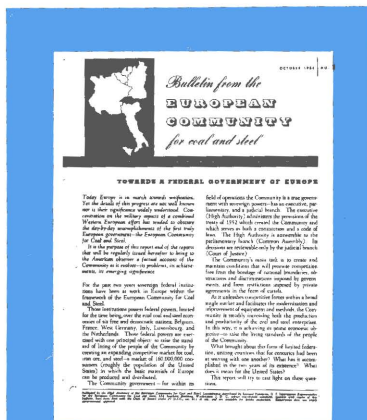 OCTOBER 1954
Bulletin from the
EUROPEAN
COMMUNITY
for coal and steel
TOWARDS A FEDERAL GOVERNMENT OF EUROPE
Today Europe is on march towards unification.
Yet the details of this progress are not well known
nor is their significance widely understood. Con-
centration on the military aspects of a combined
Western European effort has tended to obscure
the day-by-day accomplishments of the first truly
European government—the European Community
for Coal and Steel.
It is the purpose of this report and of the reports
that will be regularly issued hereafter to bring to
the American observer a factual account of the
Community as it works—its problems, its achieve-
ments, its emerging significance.
For the past two years sovereign federal institu-
tions have been at work in Europe within the
framework of the European Community for Coal
and Steel.
These institutions possess federal powers, limited
for the time being, over the coal and steel econ-
omies of six free and democratic nations, Belgium,
France, West Germany, Italy, Luxembourg, and
the Netherlands. These federal powers are exer-
cised with one principal object: to raise the stand-
ard of living of the people of the Community by
creating an expanding competitive market for coal,
iron ore, and steel—a market of 160,000,000 con-
sumers (roughly the population of the United
States) in which the basic materials of Europe
can be produced and distributed.
The Community government – for within its
field of operations the Community is a true govern-
ment with sovereign powers—has an executive, par-
liamentary, and a judicial branch. The executive
(High Authority) administers the provisions of the
treaty of 1952 which created the Community and
which serves as both a constitution and a code of
laws. The High Authority is answerable to the
parliamentary branch (Common Assembly). Its
decisions are reviewable only by the judicial branch
(Court of Justice).
The Community's main task is to create and
maintain conditions that will promote competition
free from the bondage of national boundaries, ob-
structions and discriminations imposed by govern-
ments, and from restrictions imposed by private
agreements in the form of cartels.
As it unleashes competitive forces within a broad
single market and facilitates the modernization and
improvement of equipment and methods, the Com-
munity is steadily increasing both the production
and productivity of the coal and steel enterprises.
In this way, it is achieving its prime economic ob-
jective—to raise the living standards of the people
of the Community.
What brought about this form of limited federa-
tion, uniting countries that for centuries had been
at warring with one another? What has it accom-
plished in the two years of its existence? What
does it mean for the United States?
This report will try to cast light on these ques-
tions.